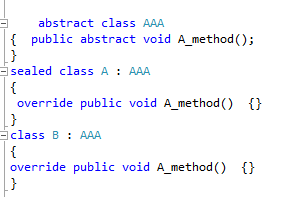 abstract class AAA
{  public abstract void A_method();
}
sealed class A : AAA
{
 override public void A_method()  {}
}
class B : AAA
{
override public void A_method()  {}
}